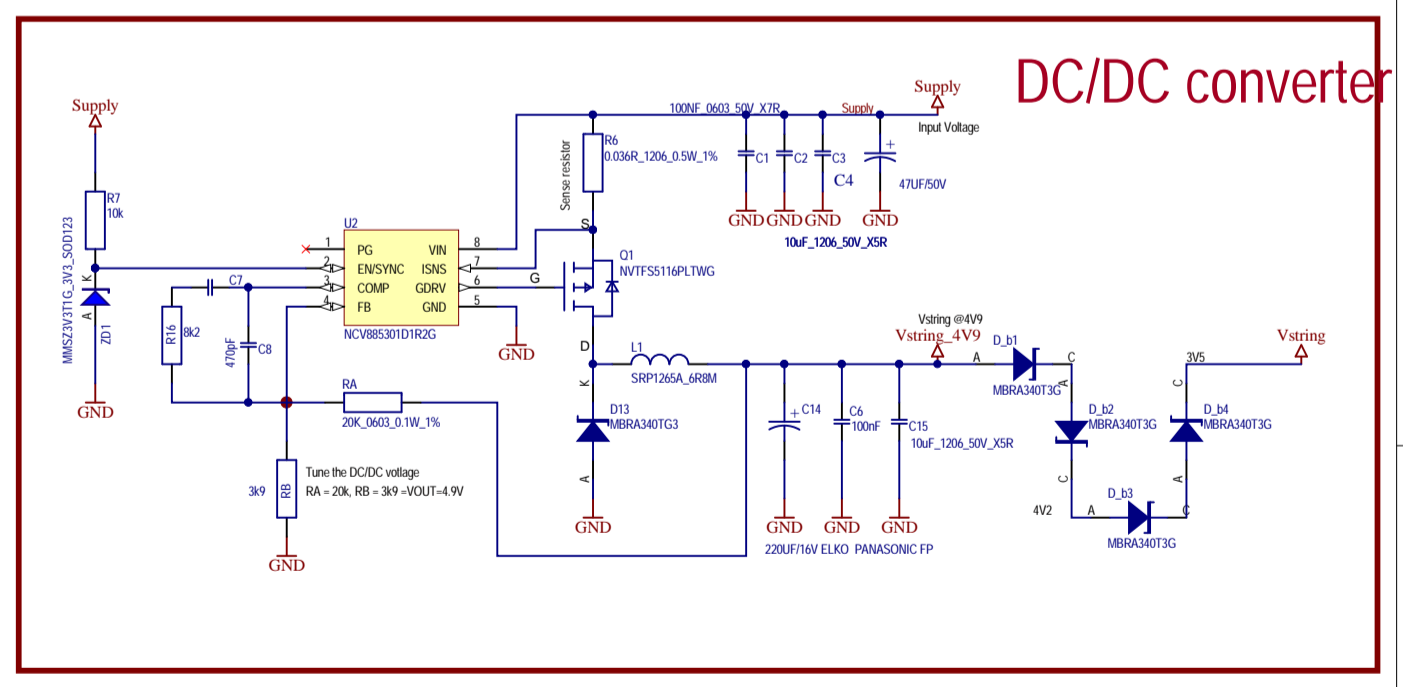 DC/DC converter
Supply
Supply
100NF_0603_50V_X7R
Supply
Input Voltage
R6
0.036R_1206_0.5W_1%
Sense resistor
C1
C2
C3
C4
+
47UF/50V
GND
GND
GND
GND
10uF_1206_50V_X5R
R7
10k
MMSZ3V3T1G_3V3_SOD123
K
A
ZD1
GND
U2
1
PG
VIN
8
2
EN/SYNC
ISNS
7
3
COMP
GDRV
6
4
FB
GND
5
NCV885301D1R2G
GND
S
G
D
Q1
NVTFS5116PLTWG
C7
R16
8k2
470pF
C8
RA
20K_0603_0.1W_1%
3k9
RB
Tune the DC/DC votlage
RA = 20k, RB = 3k9 =VOUT=4.9V
GND
L1
SRP1265A_6R8M
K
D13
MBRA340TG3
A
GND
+
C14
C6
100nF
C15
10uF_1206_50V_X5R
GND
GND
GND
220UF/16V ELKO PANASONIC FP
Vstring @4V9
Vstring_4V9
A
D_b1
C
MBRA340T3G
A
D_b2
MBRA340T3G
C
4V2
A
D_b3
C
MBRA340T3G
3V5
C
D_b4
MBRA340T3G
A
Vstring